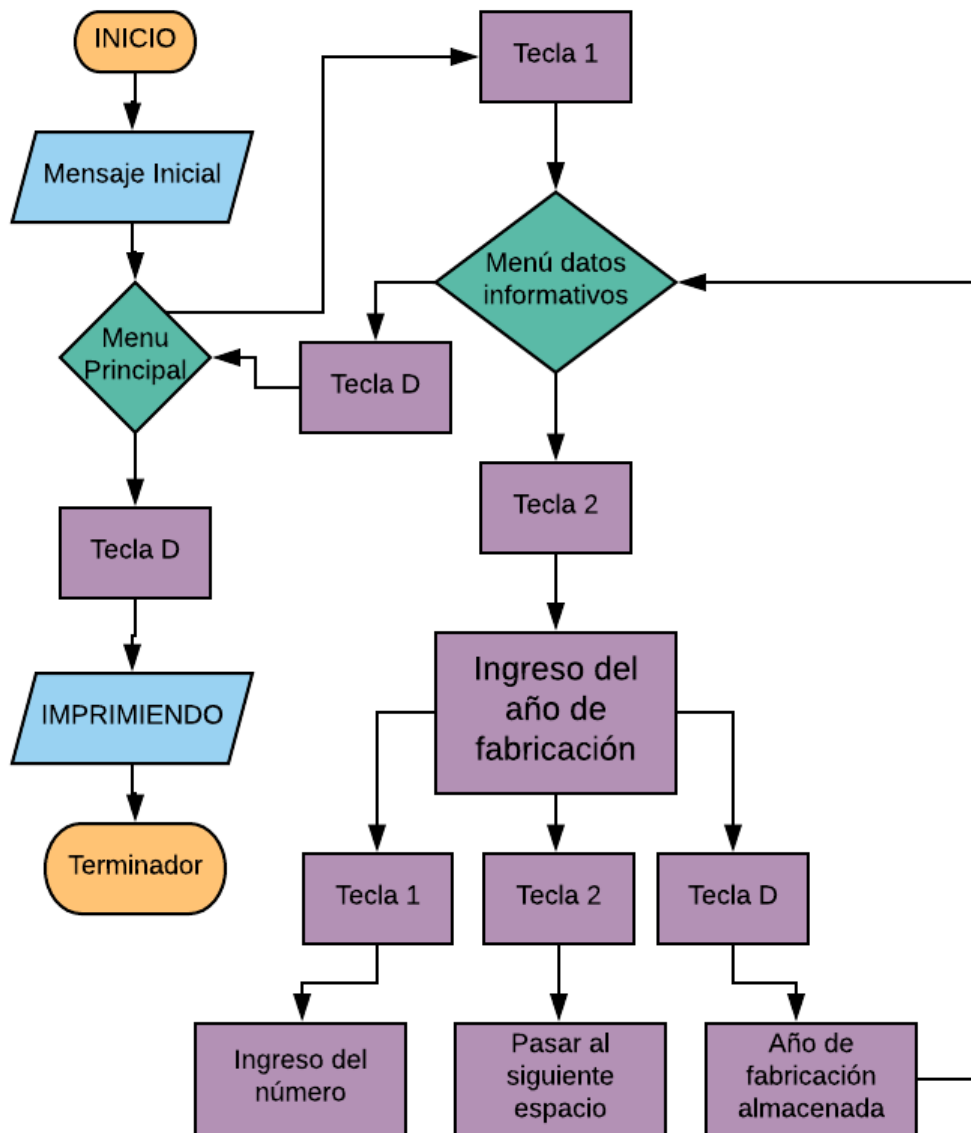 INICIO
Mensaje Inicial
Menu
Principal
Tecla D
IMPRIMIENDO
Terminador
Tecla 1
Menú datos
informativos
Tecla D
Tecla 2
Ingreso del
año de
fabricación
Tecla 1
Tecla 2
Tecla D
Ingreso del
número
Pasar al
siguiente
espacio
Año de
fabricación
almacenada